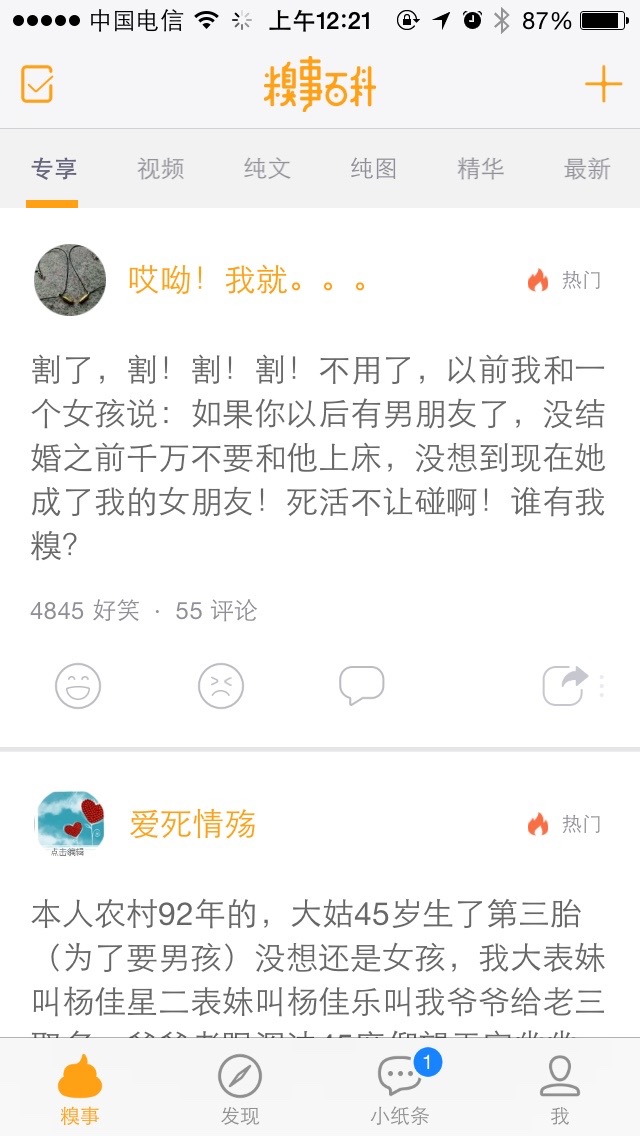 中国电信 上午12:21 87%
糗事百科
专享 视频 纯文 纯图 精华 最新
哎呦！我就。。。 热门
割了，割！割！割！不用了，以前我和一
个女孩说：如果你以后有男朋友了，没结
婚之前千万不要和他上床，没想到现在她
成了我的女朋友！死活不让碰啊！谁有我
糗？
4845 好笑 · 55 评论
爱死情殇 热门
点击编辑
本人农村92年的，大姑45岁生了第三胎
（为了要男孩）没想还是女孩，我大表妹
叫杨佳星二表妹叫杨佳乐叫我爷爷给老三
1
糗事 发现 小纸条 我